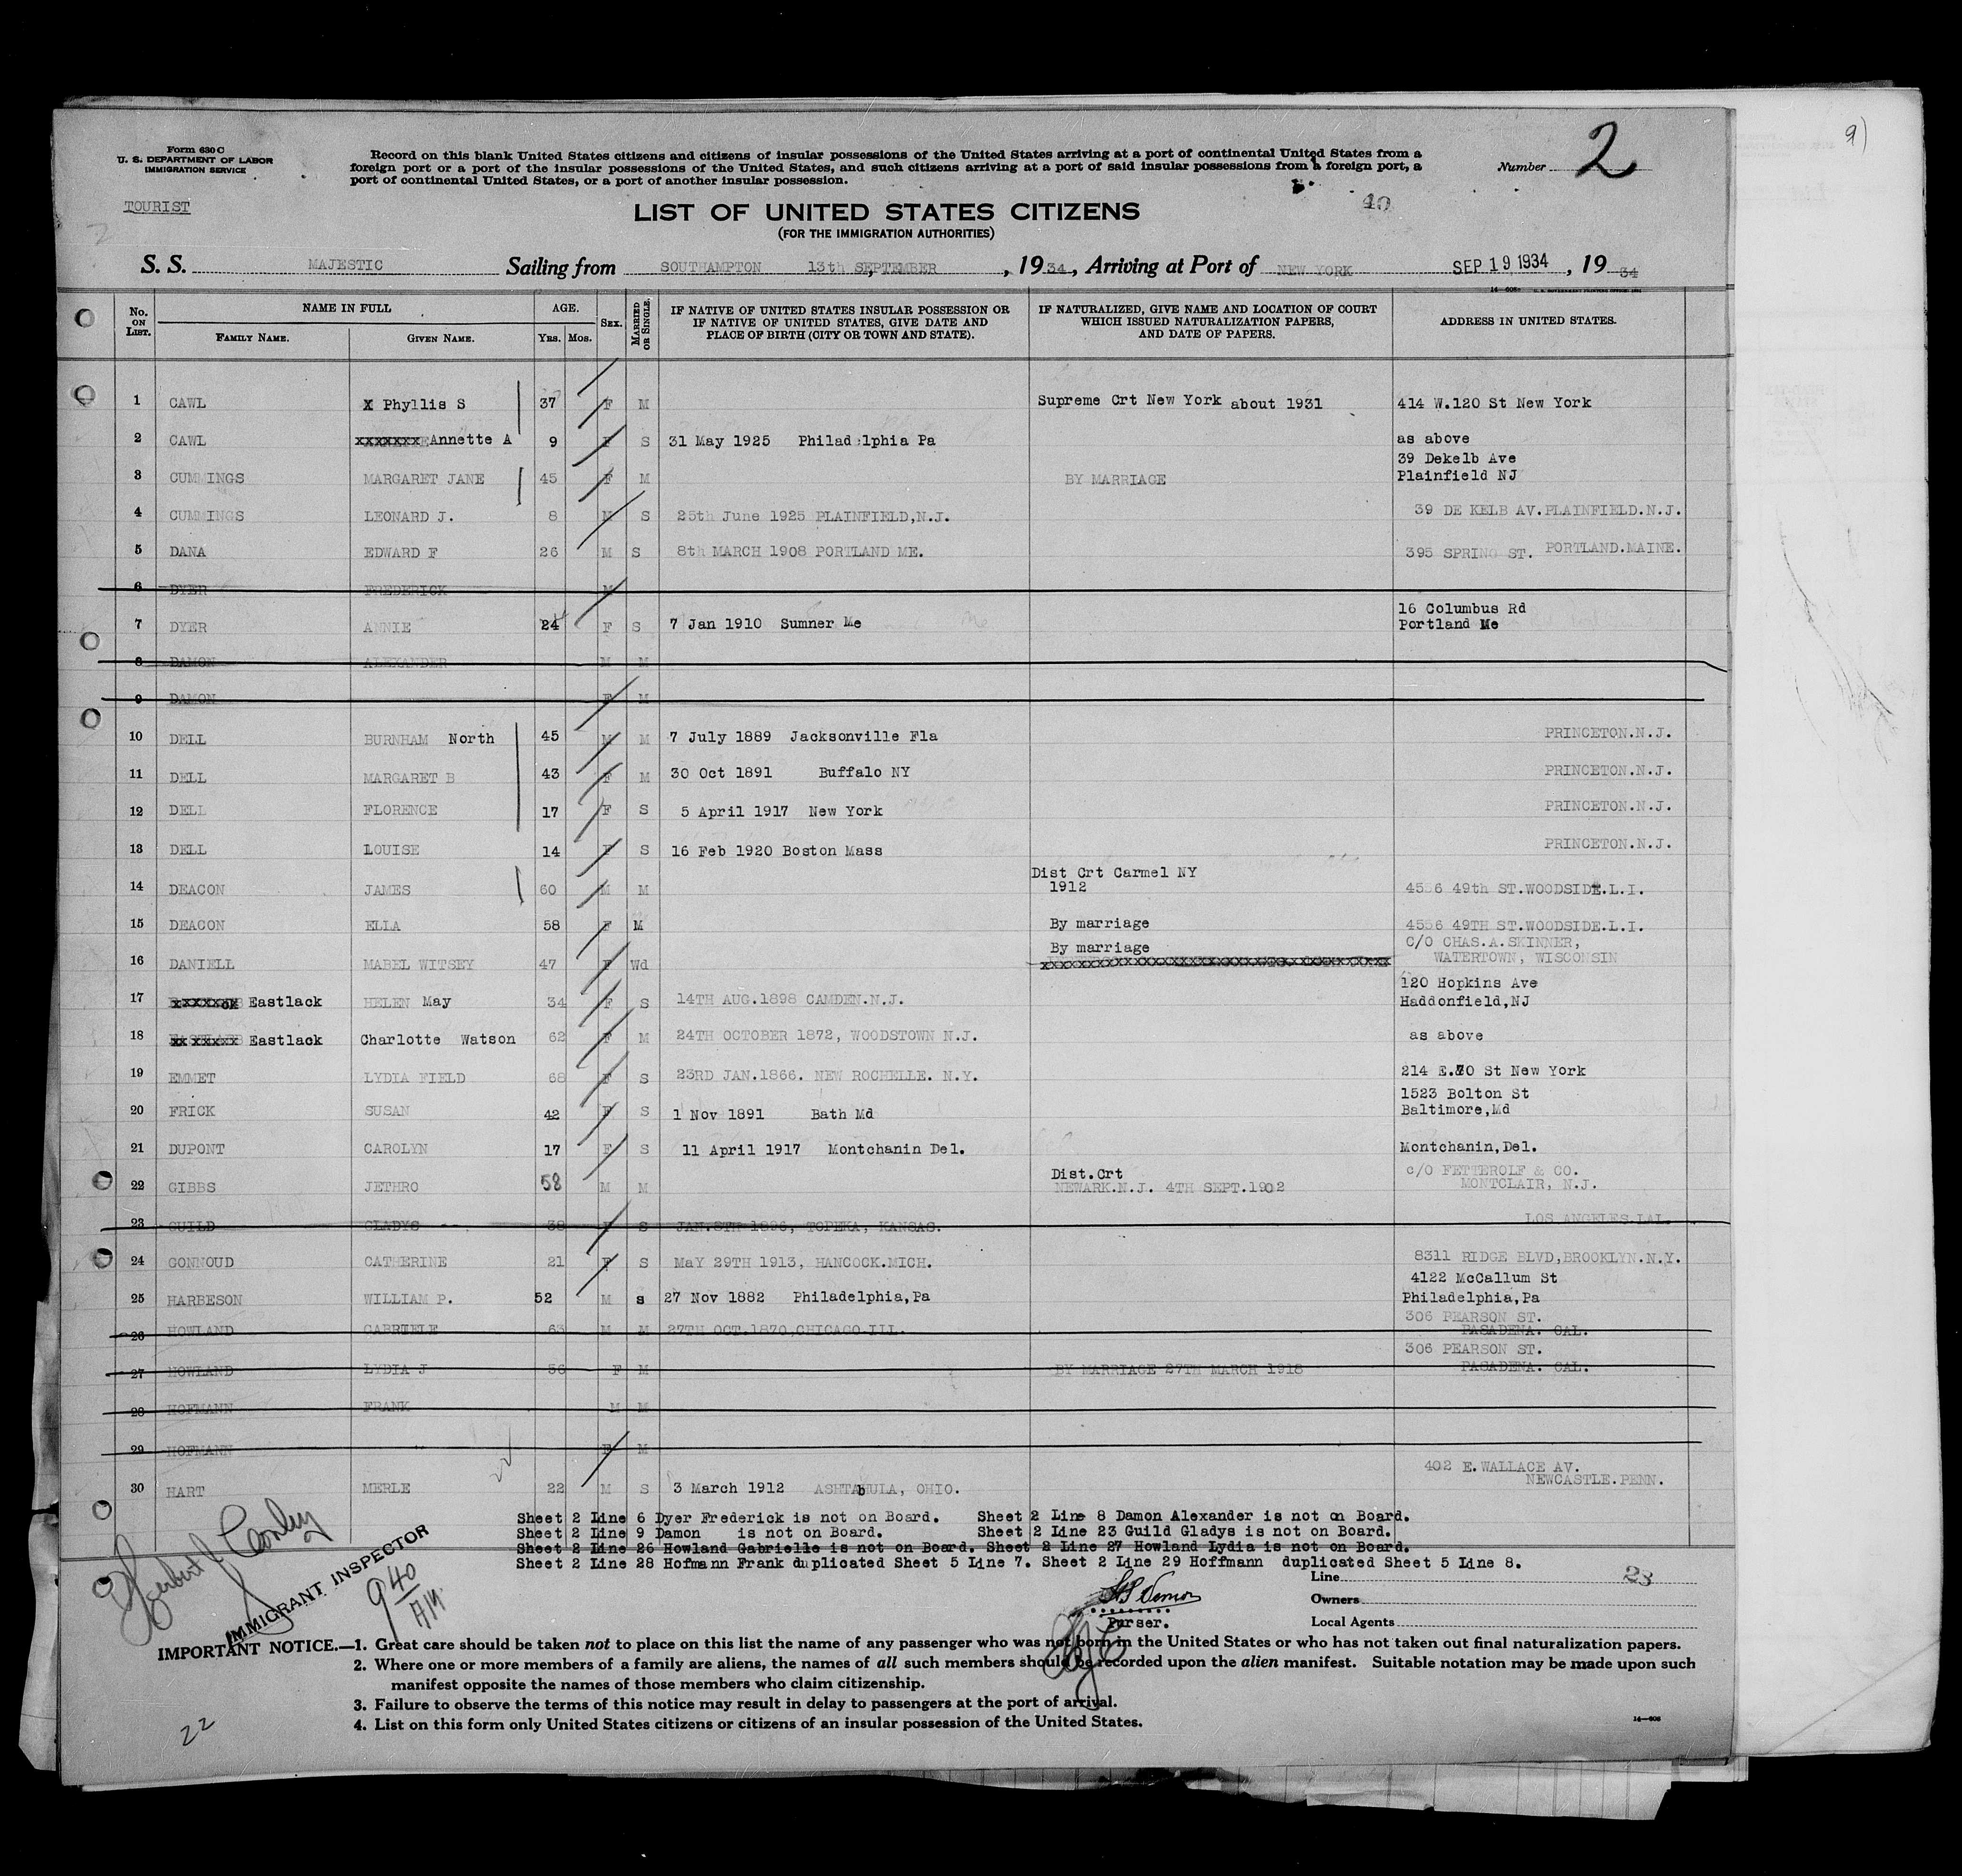 9)
Form 630 C
U. S. DEPARTMENT OF LABOR
IMMIGRATION SERVICE
Record on this blank United States citizens and citizens of insular possessions of the United States arriving at a port of continental United States from a
foreign port or a port of the insular possessions of the United States, and such citizens arriving at a port of said insular possessions from a foreign port, a
port of continental United States, or a port of another insular possession.
Number 2
TOURIST
40
LIST OF UNITED STATES CITIZENS
(FOR THE IMMIGRATION AUTHORITIES)
S. S. MAJESTIC Sailing from SOUTHAMPTON 13th SEPTEMBER , 1934, Arriving at Port of NEW YORK SEP 19 1934 , 19 34
No. ON LIST. NAME IN FULL AGE. SEX. MARRIED OR SINGLE. IF NATIVE OF UNITED STATES INSULAR POSSESSION OR IF NATIVE OF UNITED STATES, GIVE DATE AND PLACE OF BIRTH (CITY OR TOWN AND STATE). IF NATURALIZED, GIVE NAME AND LOCATION OF COURT WHICH ISSUED NATURALIZATION PAPERS, AND DATE OF PAPERS. ADDRESS IN UNITED STATES.
FAMILY NAME. GIVEN NAME. YRS. MOS.
1 CAWL X Phyllis S 37 F M Supreme Crt New York about 1931 414 W.120 St New York
2 CAWL xxxxxxx Annette A 9 F S 31 May 1925 Philadelphia Pa as above
3 CUMMINGS MARGARET JANE 45 F M BY MARRIAGE 39 Dekelb Ave Plainfield NJ
4 CUMMINGS LEONARD J. 8 M S 25th June 1925 PLAINFIELD,N.J. 39 DE KELB AV.PLAINFIELD.N.J.
5 DANA EDWARD F 26 M S 8th MARCH 1908 PORTLAND ME. 395 SPRING ST. PORTLAND.MAINE.
6 DYER FREDERICK M
7 DYER ANNIE 24 F S 7 Jan 1910 Sumner Me 16 Columbus Rd Portland Me
8 DAMON ALEXANDER M M
9 DAMON F M
10 DELL BURNHAM North 45 M M 7 July 1889 Jacksonville Fla PRINCETON.N.J.
11 DELL MARGARET B 43 F M 30 Oct 1891 Buffalo NY PRINCETON.N.J.
12 DELL FLORENCE 17 F S 5 April 1917 New York PRINCETON.N.J.
13 DELL LOUISE 14 F S 16 Feb 1920 Boston Mass PRINCETON.N.J.
14 DEACON JAMES 60 M M Dist Crt Carmel NY 1912 4556 49th ST.WOODSIDE.L.I.
15 DEACON ELLA 58 F M By marriage 4556 49TH ST.WOODSIDE.L.I.
16 DANIELL MABEL WITSEY 47 F Wd By marriage C/O CHAS.A.SKINNER, WATERTOWN, WISCONSIN
17 Eastlack HELEN May 34 F S 14TH AUG.1898 CAMDEN.N.J. 120 Hopkins Ave Haddonfield,NJ
18 Eastlack Charlotte Watson 62 F M 24TH OCTOBER 1872, WOODSTOWN N.J. as above
19 EMMET LYDIA FIELD 68 F S 23RD JAN.1866. NEW ROCHELLE. N.Y. 214 E.70 St New York
20 FRICK SUSAN 42 F S 1 Nov 1891 Bath Md 1523 Bolton St Baltimore,Md
21 DUPONT CAROLYN 17 F S 11 April 1917 Montchanin Del. Montchanin,Del.
22 GIBBS JETHRO 58 M M Dist.Crt NEWARK.N.J. 4TH SEPT.1902 c/O FETTEROLF & CO. MONTCLAIR, N.J.
23 GUILD GLADYS 38 F S JAN.8TH 1896, TOPEKA, KANSAS. LOS ANGELES.LAL.
24 GONNOUD CATHERINE 21 F S MaY 29TH 1913, HANCOCK.MICH. 8311 RIDGE BLVD,BROOKLYN.N.Y.
25 HARBESON WILLIAM P. 52 M s 27 Nov 1882 Philadelphia,Pa 4122 McCallum St Philadelphia,Pa
26 HOWLAND GABRIELE 63 M M 27TH OCT.1870,CHICAGO.ILL. 306 PEARSON ST. PASADENA. CAL.
27 HOWLAND LYDIA J 56 F M BY MARRIAGE 27TH MARCH 1918 306 PEARSON ST. PASADENA. CAL.
28 HOFMANN FRANK M M
29 HOFMANN " F M
30 HART MERLE 22 M S 3 March 1912 ASHTABULA, OHIO. 402 E.WALLACE AV. NEWCASTLE.PENN.
Sheet 2 Line 6 Dyer Frederick is not on Board. Sheet 2 Line 8 Damon Alexander is not on Board.
Sheet 2 Line 9 Damon is not on Board. Sheet 2 Line 23 Guild Gladys is not on Board.
Sheet 2 Line 26 Howland Gabrielle is not on Board. Sheet 2 Line 27 Howland Lydia is not on Board.
Sheet 2 Line 28 Hofmann Frank duplicated Sheet 5 Line 7. Sheet 2 Line 29 Hoffmann duplicated Sheet 5 Line 8.
IMMIGRANT INSPECTOR
9 40 AM
Purser.
Line 23
Owners
Local Agents
IMPORTANT NOTICE.—1. Great care should be taken not to place on this list the name of any passenger who was not born in the United States or who has not taken out final naturalization papers.
2. Where one or more members of a family are aliens, the names of all such members should be recorded upon the alien manifest. Suitable notation may be made upon such
manifest opposite the names of those members who claim citizenship.
3. Failure to observe the terms of this notice may result in delay to passengers at the port of arrival.
4. List on this form only United States citizens or citizens of an insular possession of the United States.
14—606
22